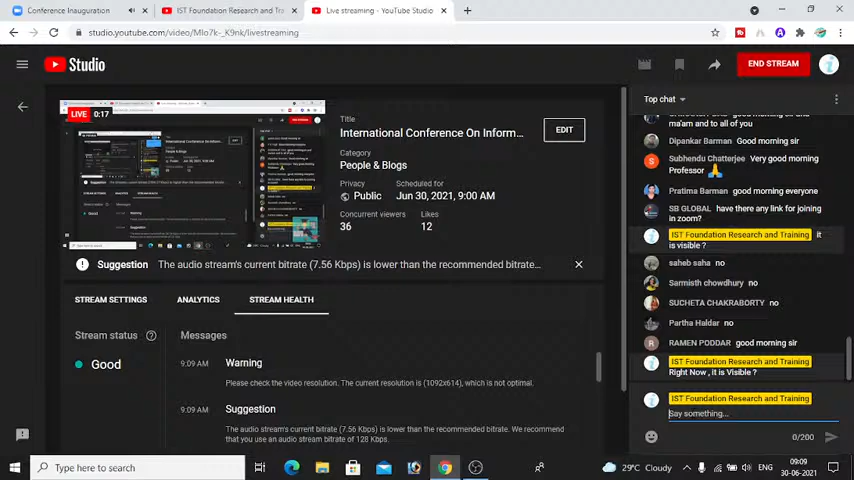 Conference Inauguration
IST Foundation Research and Tra
Live streaming - YouTube Studio
studio.youtube.com/video/MIo7k-_K9nk/livestreaming
Studio
END STREAM
LIVE 0:17
Title
International Conference On Inform...
EDIT
Category
People & Blogs
Privacy
Scheduled for
Public
Jun 30, 2021, 9:00 AM
Concurrent viewers
Likes
36
12
Suggestion The audio stream's current bitrate (7.56 Kbps) is lower than the recommended bitrate...
STREAM SETTINGS
ANALYTICS
STREAM HEALTH
Stream status
Good
Messages
9:09 AM Warning
Please check the video resolution. The current resolution is (1092x614), which is not optimal.
9:09 AM Suggestion
The audio stream's current bitrate (7.56 Kbps) is lower than the recommended bitrate. We recommend
that you use an audio stream bitrate of 128 Kbps.
Top chat
ma'am and to all of you
Dipankar Barman Good morning sir
Subhendu Chatterjee Very good
morning Professor 🙏
Pratima Barman good morning everyone
SB GLOBAL have there any link for joining
in zoom?
IST Foundation Research and Training it
is visible ?
saheb saha no
Sarmisth chowdhury no
SUCHETA CHAKRABORTY no
Partha Haldar no
RAMEN PODDAR good morning sir
IST Foundation Research and Training
Right Now , It is Visible ?
IST Foundation Research and Training
Say something...
0/200
Type here to search
29°C Cloudy
ENG
09:09
30-06-2021